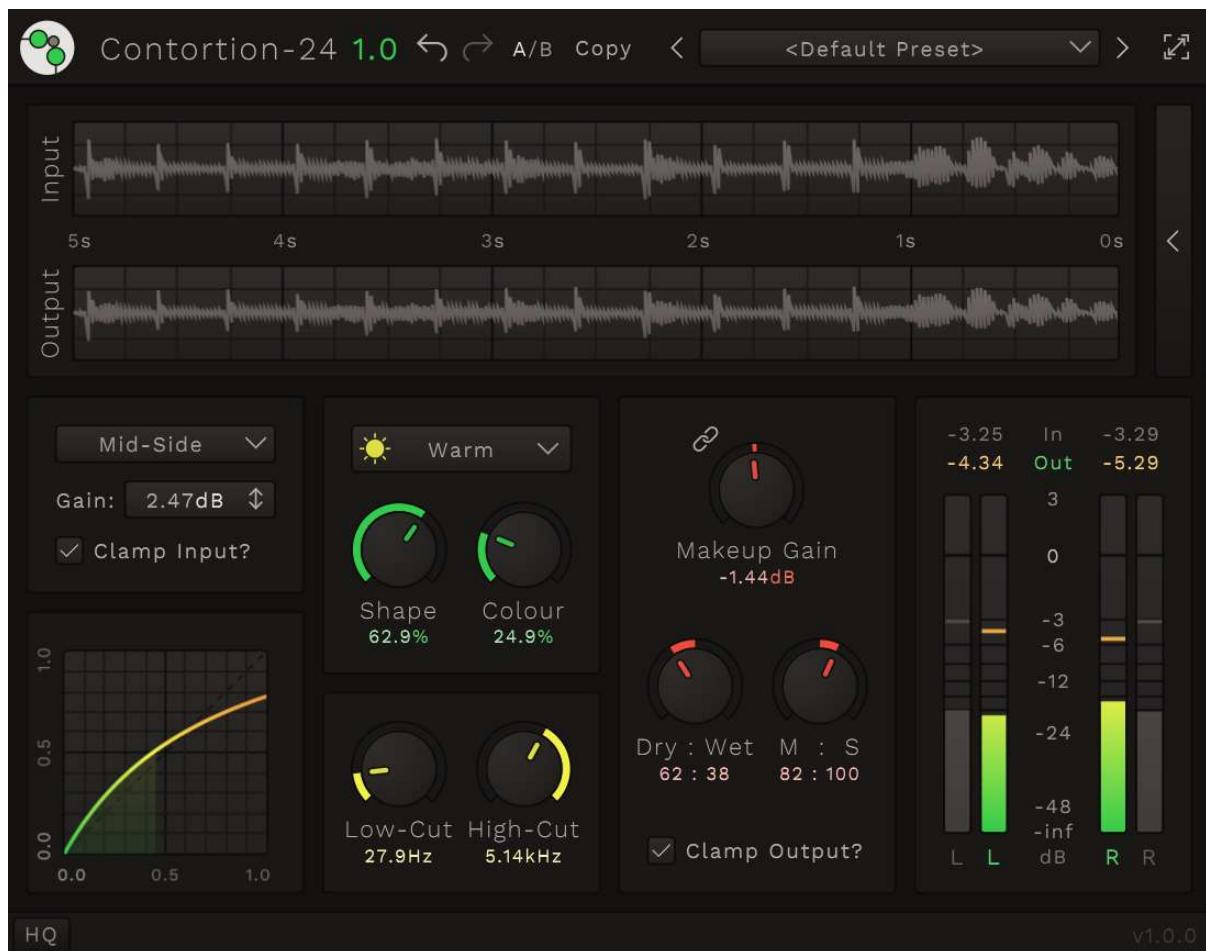 Contortion-24 1.0 A/B Copy <Default Preset>
Input
5s 4s 3s 2s 1s 0s
Output
Mid-Side
Gain: 2.47dB
Clamp Input?
1.0
0.5
0.0
0.0 0.5 1.0
Warm
Shape Colour
62.9% 24.9%
Low-Cut High-Cut
27.9Hz 5.14kHz
Makeup Gain
-1.44dB
Dry : Wet M : S
62 : 38 82 : 100
Clamp Output?
-3.25 In -3.29
-4.34 Out -5.29
3
0
-3
-6
-12
-24
-48
-inf
L L dB R R
HQ v1.0.0